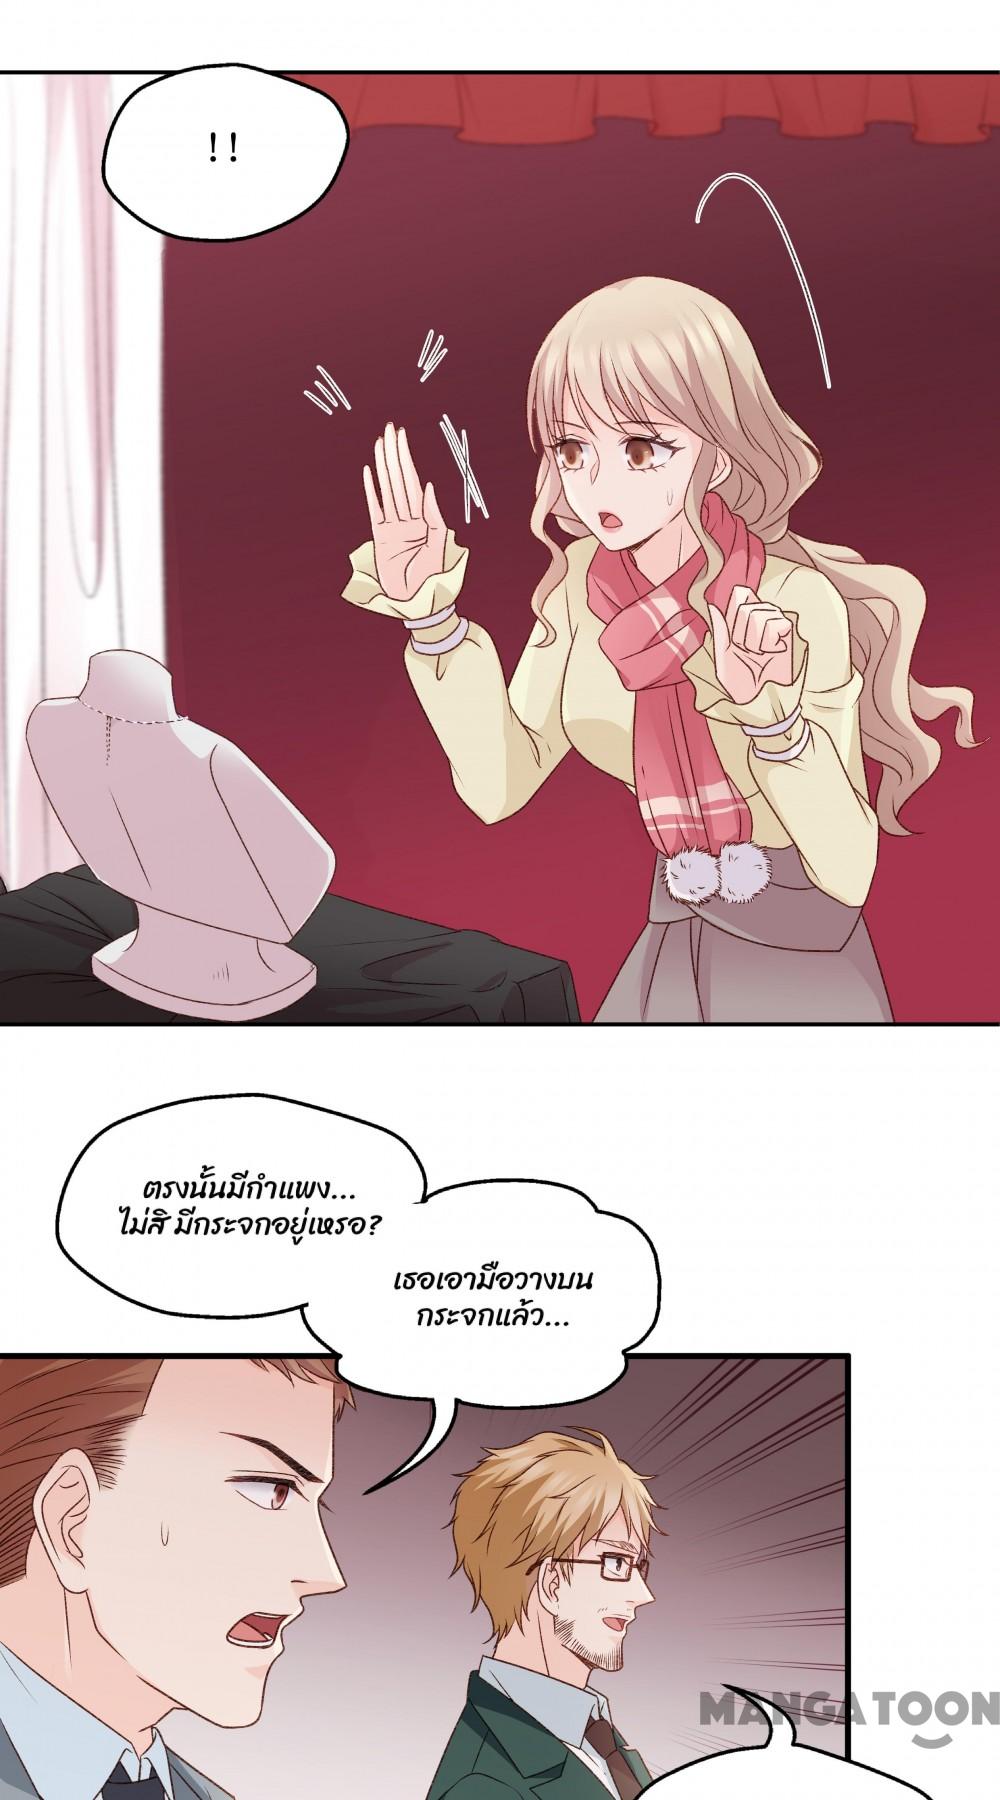 !!
ตรงนั้นมีกำแพง...
ไม่สิ มีกระจกอยู่เหรอ?
เธอเอามือวางบน
กระจกแล้ว...
MANGATOON